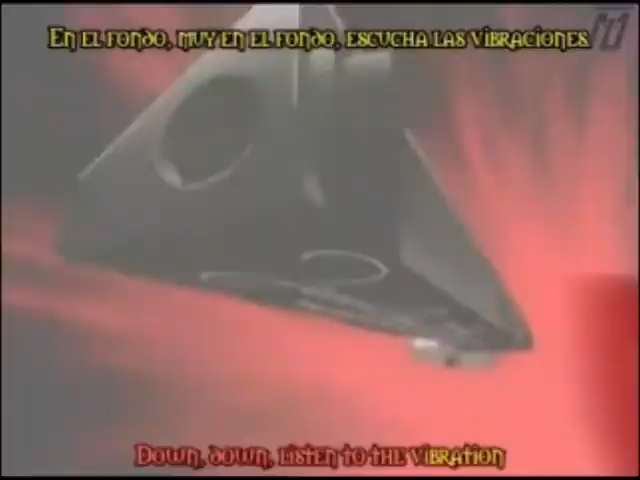 En el fondo, muy en el fondo, escucha las vibraciones
Down, down, listen to the vibration